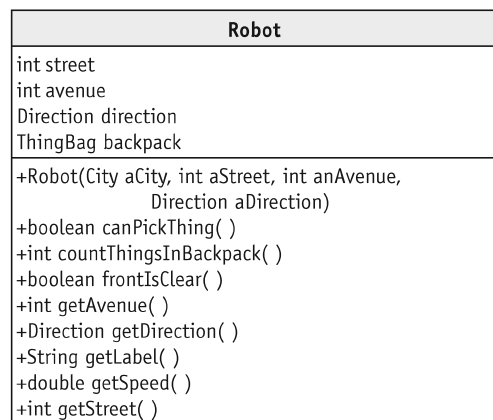 Robot
int street
int avenue
Direction direction
ThingBag backpack
+Robot(City aCity, int aStreet, int anAvenue,
Direction aDirection)
+boolean canPickThing( )
+int countThingsInBackpack( )
+boolean frontIsClear( )
+int getAvenue( )
+Direction getDirection( )
+String getLabel( )
+double getSpeed( )
+int getStreet( )